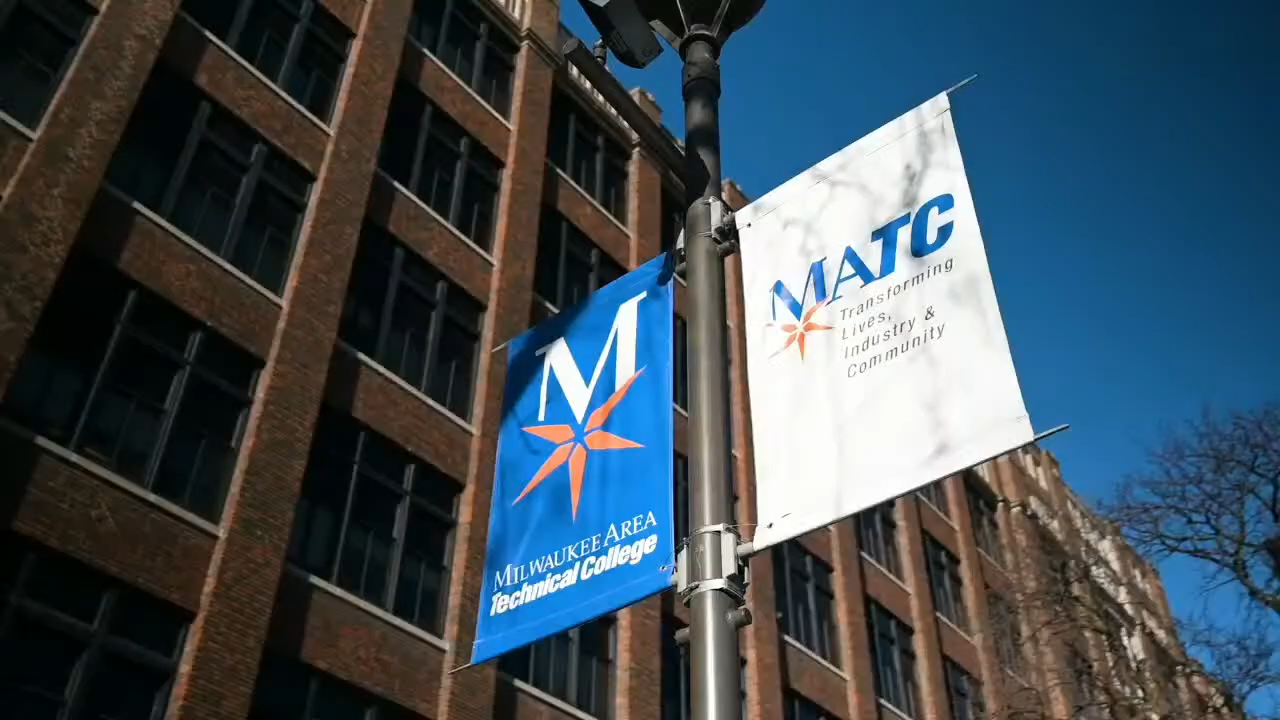 M
MILWAUKEE AREA
Technical College
MATC
Transforming
Lives,
Industry &
Community